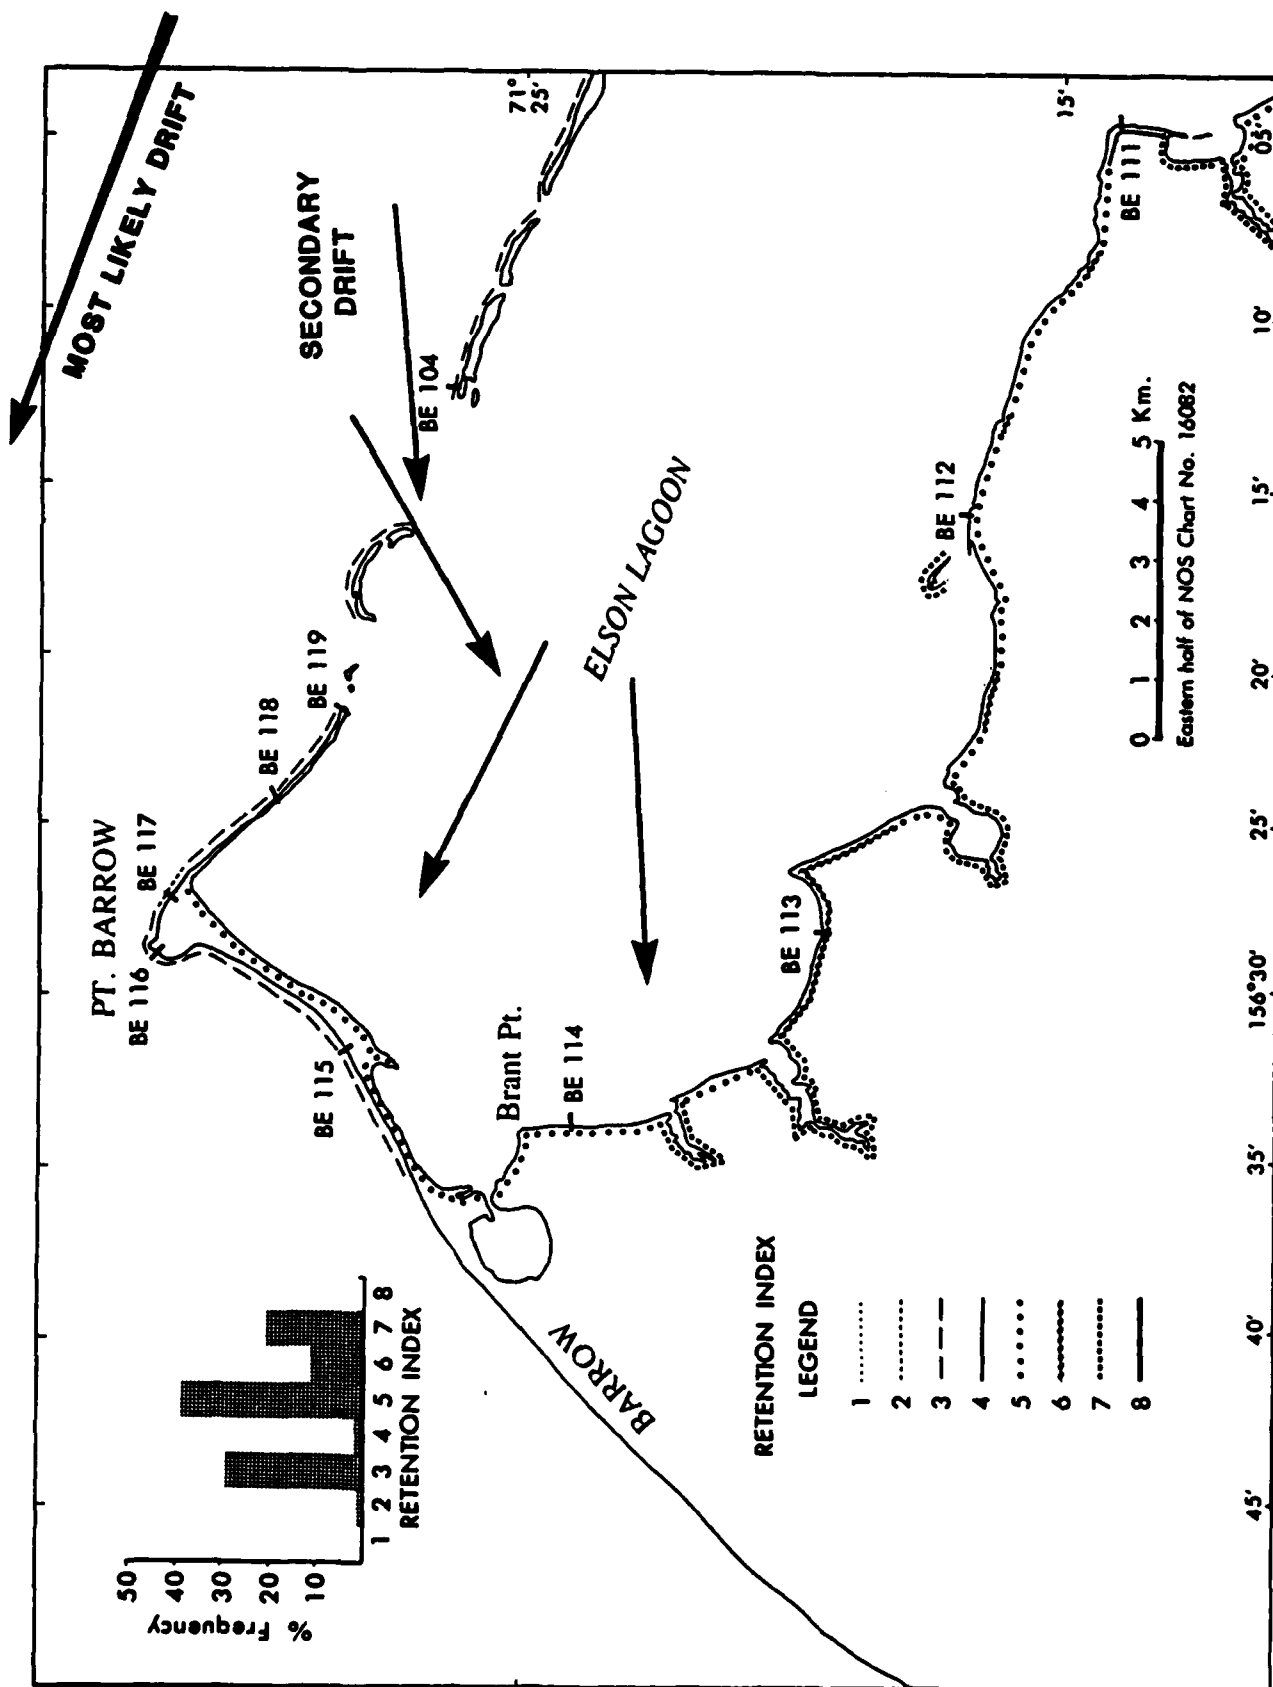 MOST LIKELY DRIFT
SECONDARY
DRIFT
71°
25'
15'
PT. BARROW
BE 116
BE 117
BE 118
BE 119
BE 104
BE 115
ELSON LAGOON
Brant Pt.
BE 114
BE 113
BE 112
BE 111
BARROW
% Frequency
50
40
30
20
10
1 2 3 4 5 6 7 8
RETENTION INDEX
RETENTION INDEX
LEGEND
1
2
3
4
5
6
7
8
0 1 2 3 4 5 Km.
Eastern half of NOS Chart No. 16082
45' 40' 35' 156°30' 25' 20' 15' 10' 05'